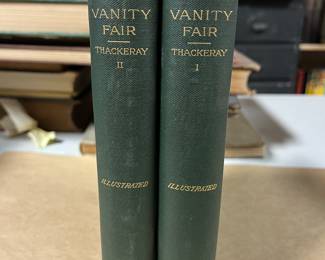 VANITY
FAIR
THACKERAY
II
ILLUSTRATED
VANITY
FAIR
THACKERAY
I
ILLUSTRATED